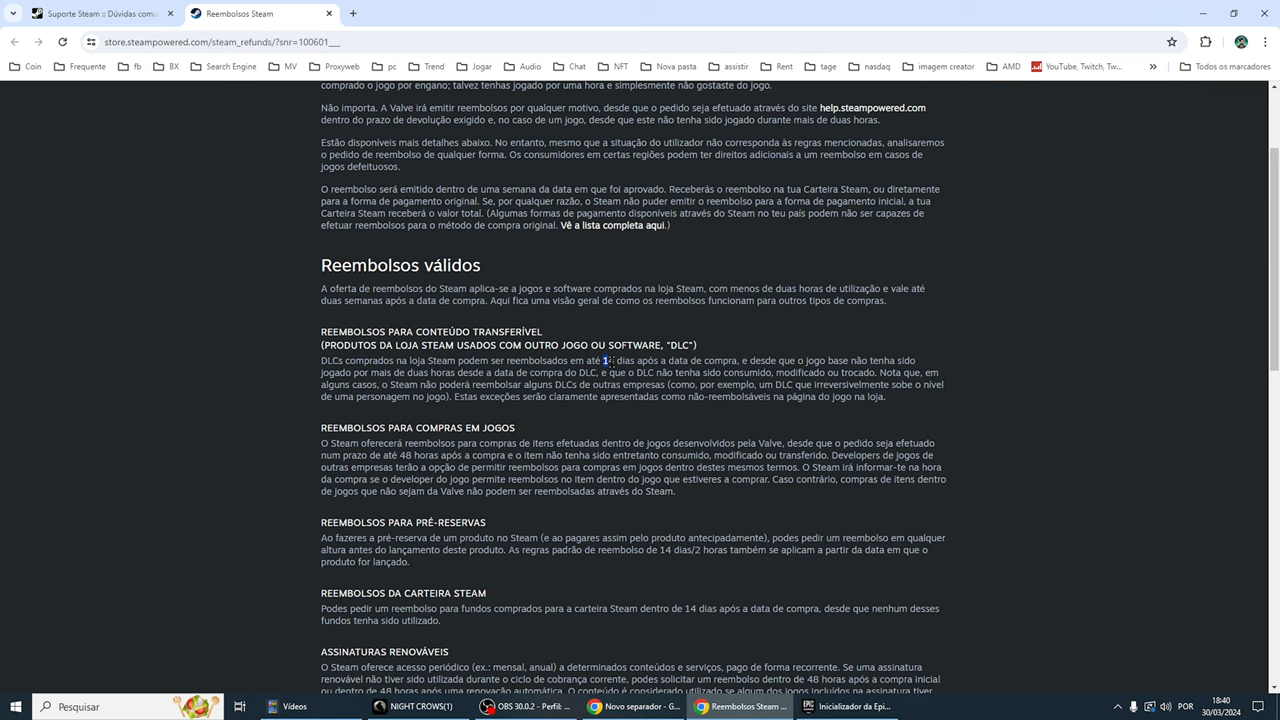 Suporte Steam :: Dúvidas comu
Reembolsos Steam
store.steampowered.com/steam_refunds/?snr=100601___
Coin
Frequente
fb
BX
Search Engine
MV
Proxyweb
pc
Trend
Jogar
Audio
Chat
NFT
Nova pasta
assistir
Rent
tage
nasdaq
imagem creator
AMD
YouTube, Twitch, Tw...
Todos os marcadores
comprado o jogo por engano; talvez tenhas jogado por uma hora e simplesmente não gostaste do jogo.
Não importa. A Valve irá emitir reembolsos por qualquer motivo, desde que o pedido seja efetuado através do site help.steampowered.com
dentro do prazo de devolução exigido e, no caso de um jogo, desde que este não tenha sido jogado durante mais de duas horas.
Estão disponíveis mais detalhes abaixo. No entanto, mesmo que a situação do utilizador não corresponda às regras mencionadas, analisaremos
o pedido de reembolso de qualquer forma. Os consumidores em certas regiões podem ter direitos adicionais a um reembolso em casos de
jogos defeituosos.
O reembolso será emitido dentro de uma semana da data em que foi aprovado. Receberás o reembolso na tua Carteira Steam, ou diretamente
para a forma de pagamento original. Se, por qualquer razão, o Steam não puder emitir o reembolso para a forma de pagamento inicial, a tua
Carteira Steam receberá o valor total. (Algumas formas de pagamento disponíveis através do Steam no teu país podem não ser capazes de
efetuar reembolsos para o método de compra original. Vê a lista completa aqui.)
Reembolsos válidos
A oferta de reembolsos do Steam aplica-se a jogos e software comprados na loja Steam, com menos de duas horas de utilização e vale até
duas semanas após a data de compra. Aqui fica uma visão geral de como os reembolsos funcionam para outros tipos de compras.
REEMBOLSOS PARA CONTEÚDO TRANSFERÍVEL
(PRODUTOS DA LOJA STEAM USADOS COM OUTRO JOGO OU SOFTWARE, "DLC")
DLCs comprados na loja Steam podem ser reembolsados em até dias após a data de compra, e desde que o jogo base não tenha sido
jogado por mais de duas horas desde a data de compra do DLC, e que o DLC não tenha sido consumido, modificado ou trocado. Nota que, em
alguns casos, o Steam não poderá reembolsar alguns DLCs de outras empresas (como, por exemplo, um DLC que irreversivelmente sobe o nível
de uma personagem no jogo). Estas exceções serão claramente apresentadas como não-reembolsáveis na página do jogo na loja.
REEMBOLSOS PARA COMPRAS EM JOGOS
O Steam oferecerá reembolsos para compras de itens efetuadas dentro de jogos desenvolvidos pela Valve, desde que o pedido seja efetuado
num prazo de até 48 horas após a compra e o item não tenha sido entretanto consumido, modificado ou transferido. Developers de jogos de
outras empresas terão a opção de permitir reembolsos para compras em jogos dentro destes mesmos termos. O Steam irá informar-te na hora
da compra se o developer do jogo permite reembolsos no item dentro do jogo que estiveres a comprar. Caso contrário, compras de itens dentro
de jogos que não sejam da Valve não podem ser reembolsadas através do Steam.
REEMBOLSOS PARA PRÉ-RESERVAS
Ao fazeres a pré-reserva de um produto no Steam (e ao pagares assim pelo produto antecipadamente), podes pedir um reembolso em qualquer
altura antes do lançamento deste produto. As regras padrão de reembolso de 14 dias/2 horas também se aplicam a partir da data em que o
produto for lançado.
REEMBOLSOS DA CARTEIRA STEAM
Podes pedir um reembolso para fundos comprados para a carteira Steam dentro de 14 dias após a data de compra, desde que nenhum desses
fundos tenha sido utilizado.
ASSINATURAS RENOVÁVEIS
O Steam oferece acesso periódico (ex.: mensal, anual) a determinados conteúdos e serviços, pago de forma recorrente. Se uma assinatura
renovável não tiver sido utilizada durante o ciclo de cobrança corrente, podes solicitar um reembolso dentro de 48 horas após a compra inicial
ou dentro de 48 horas após uma renovação automática. O conteúdo é considerado utilizado se algum dos jogos incluídos na assinatura tiver
Pesquisar
Vídeos
NIGHT CROWS(1)
OBS 30.0.2 - Perfil: ...
Novo separador - G...
Reembolsos Steam ...
Inicializador da Epi...
POR
18:40
30/03/2024